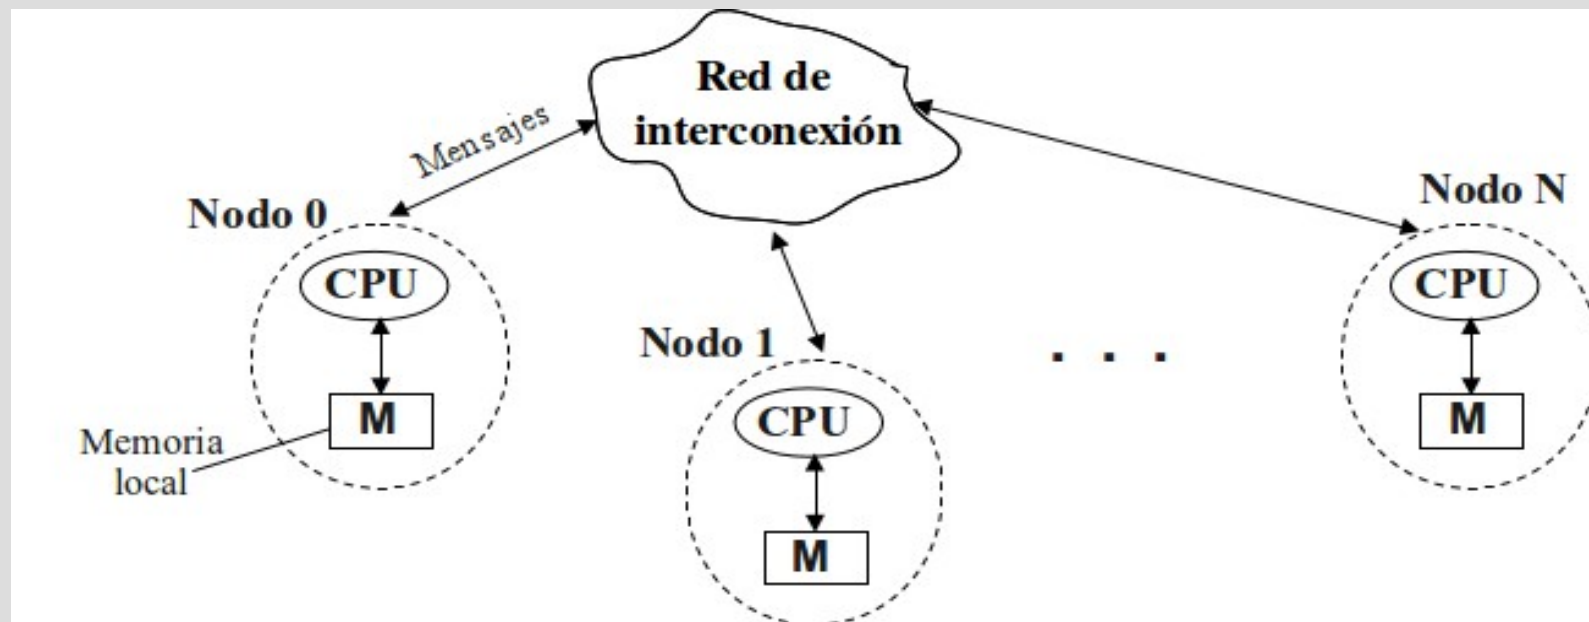 Red de
interconexión
Mensajes
Nodo 0
Nodo N
CPU
CPU
Nodo 1
M
CPU
M
Memoria
local
M